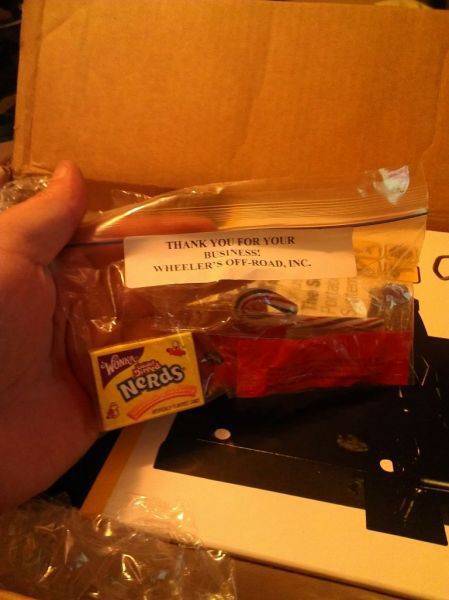 THANK YOU FOR YOUR
BUSINESS!
WHEELER'S OFF-ROAD, INC.
WONKA
NERDS